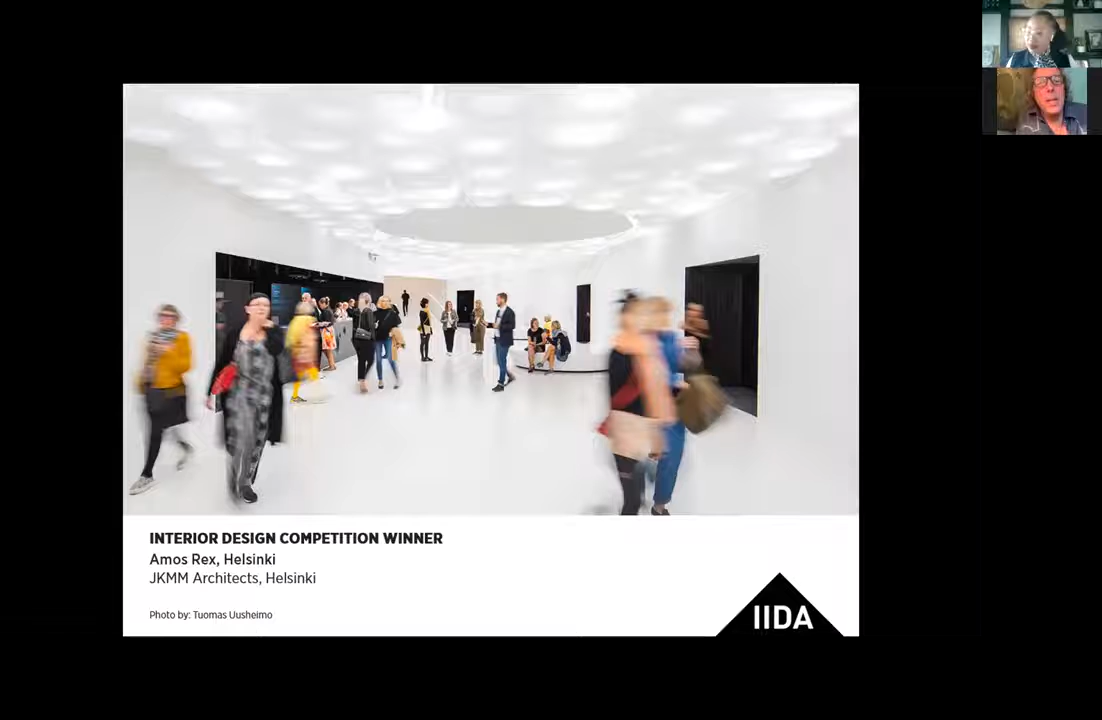 INTERIOR DESIGN COMPETITION WINNER
Amos Rex, Helsinki
JKMM Architects, Helsinki
Photo by: Tuomas Uusheimo
IIDA